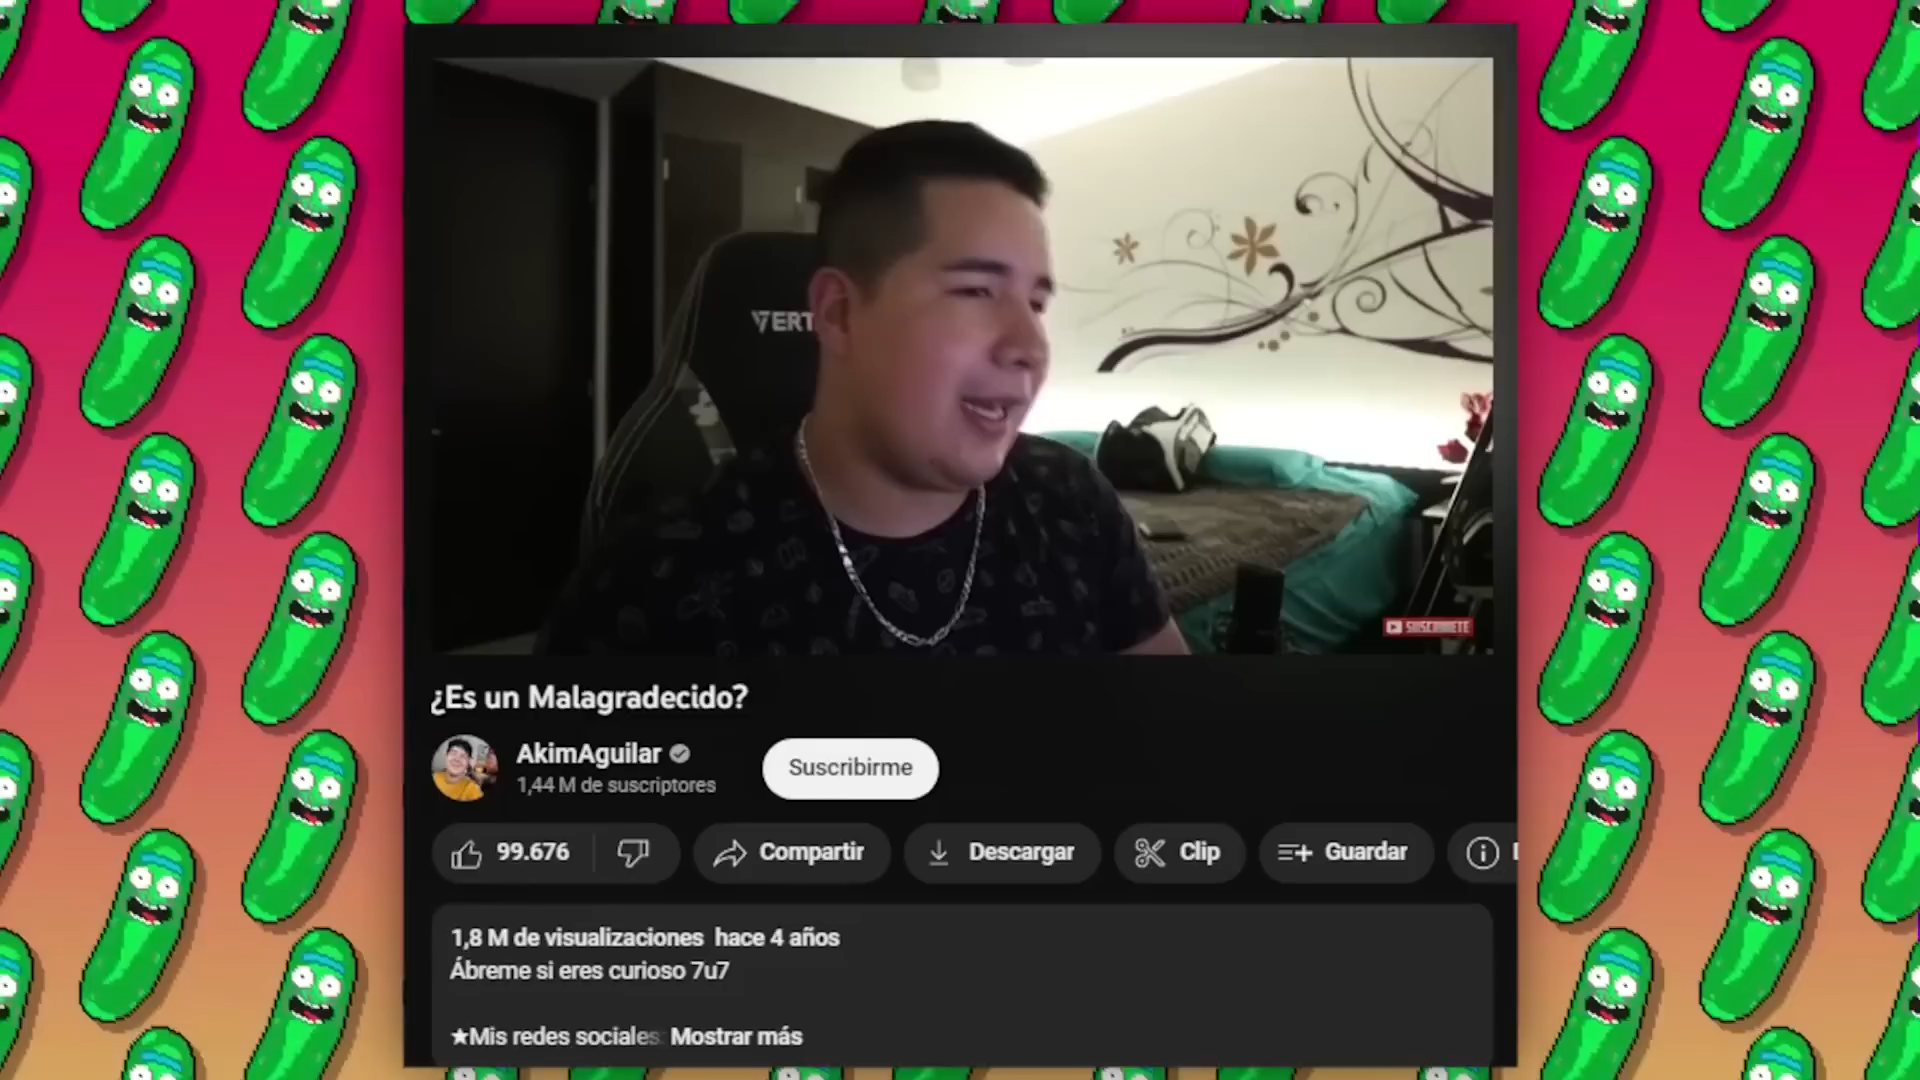 VERT
SUSCRIBETE
¿Es un Malagradecido?
AkimAguilar
1,44 M de suscriptores
Suscribirme
99.676
Compartir
Descargar
Clip
Guardar
1,8 M de visualizaciones hace 4 años
Ábreme si eres curioso 7u7
★Mis redes sociales: Mostrar más